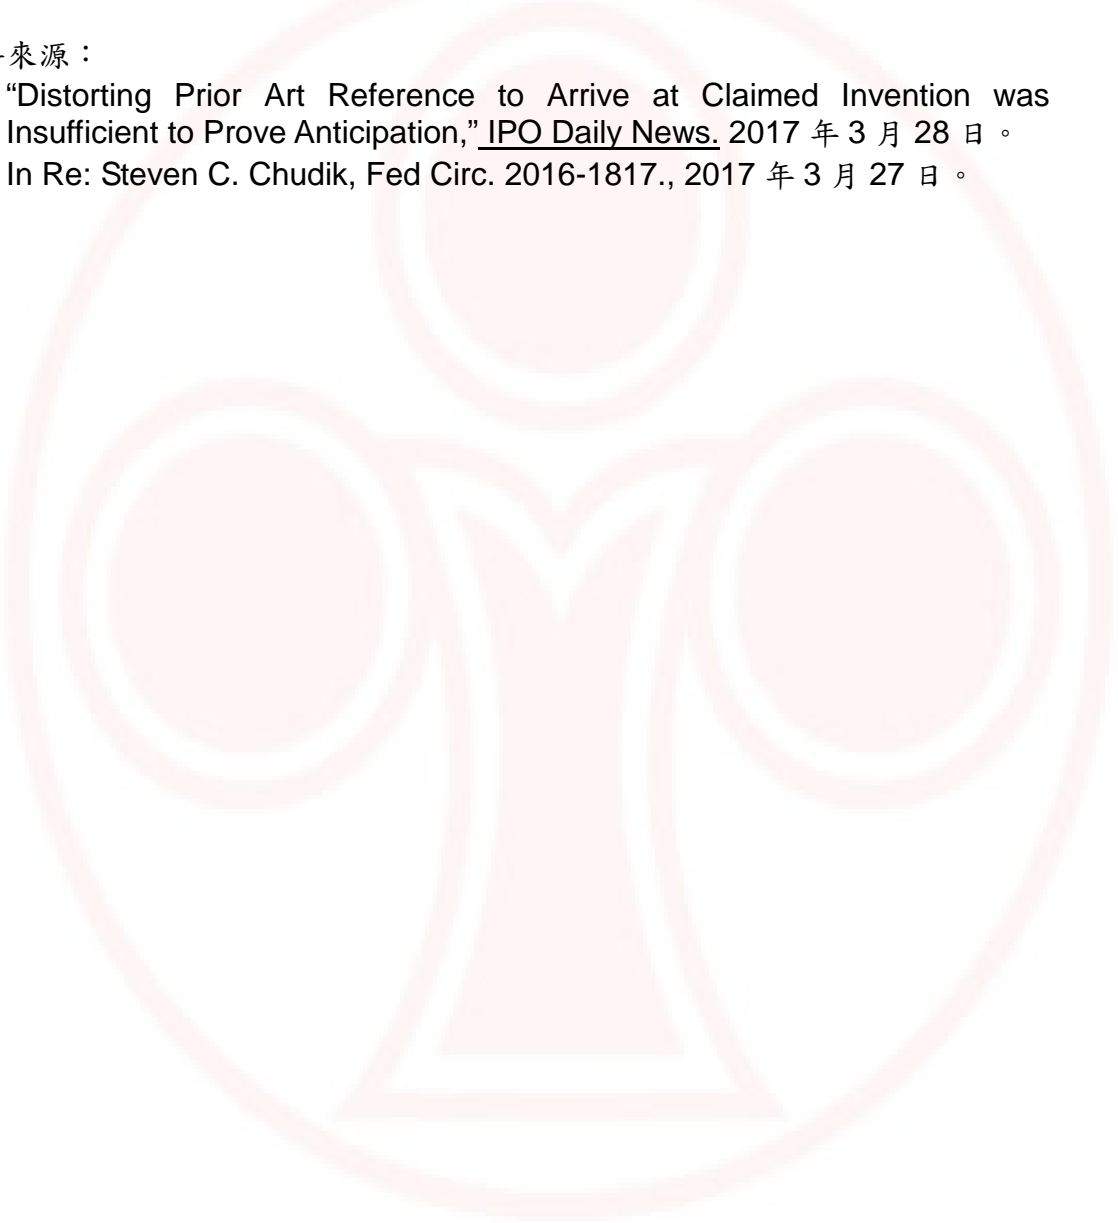 來源：
“Distorting Prior Art Reference to Arrive at Claimed Invention was
Insufficient to Prove Anticipation,” IPO Daily News. 2017 年 3 月 28 日。
In Re: Steven C. Chudik, Fed Circ. 2016-1817., 2017 年 3 月 27 日。